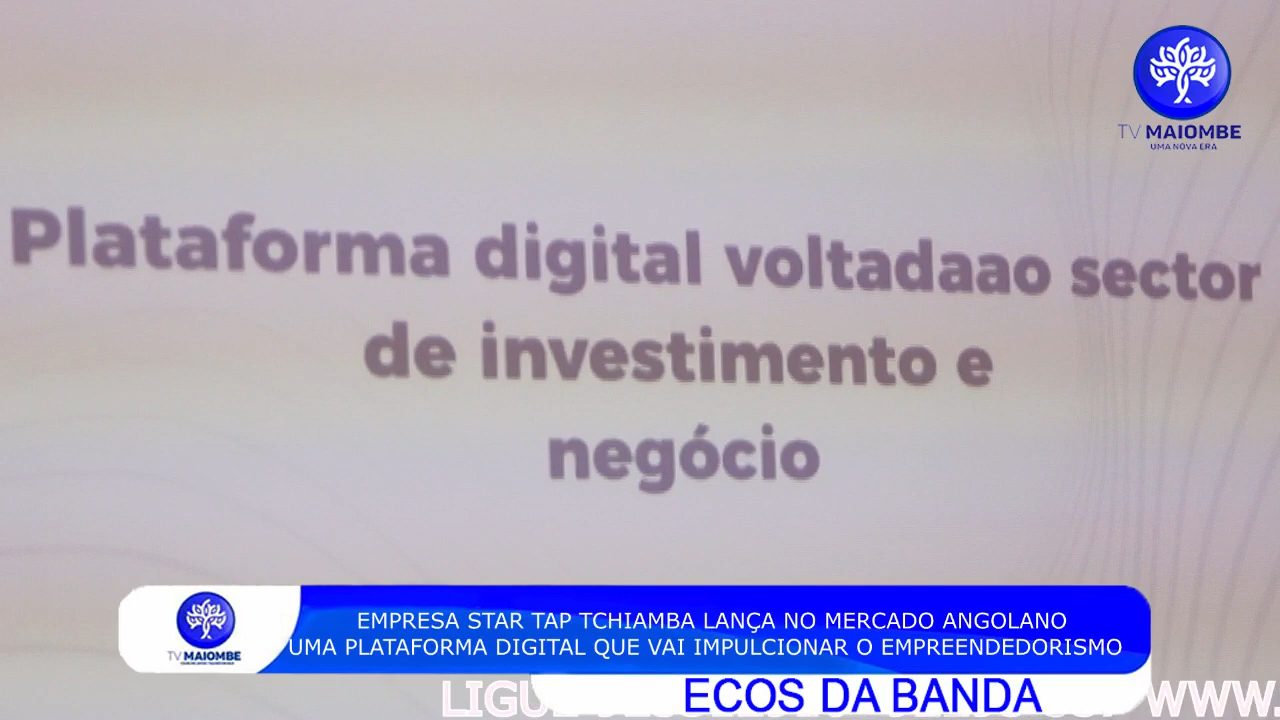 TV MAIOMBE
UMA NOVA ERA
Plataforma digital voltadaao sector
de investimento e
negócio
EMPRESA STAR TAP TCHIAMBA LANÇA NO MERCADO ANGOLANO
UMA PLATAFORMA DIGITAL QUE VAI IMPULCIONAR O EMPREENDEDORISMO
TV MAIOMBE
ECOS DA BANDA
WWW.